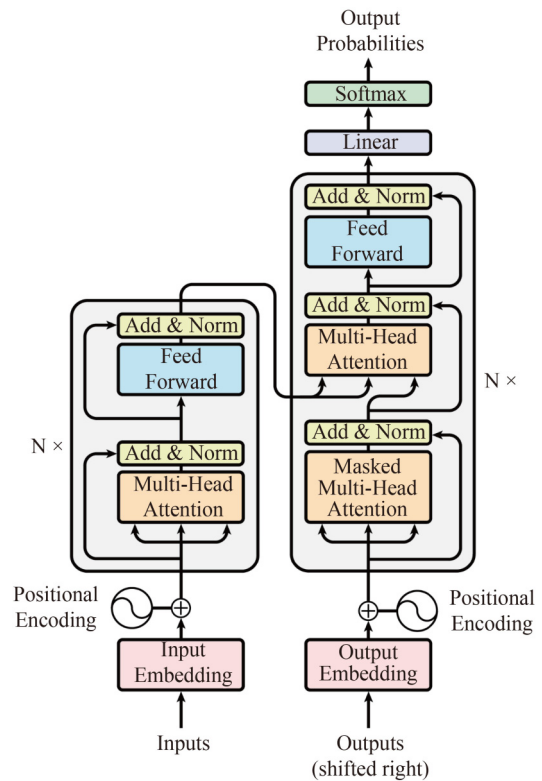 Output
Probabilities
Softmax
Linear
Add & Norm
Feed
Forward
Add & Norm
Multi-Head
Attention
Add & Norm
Masked
Multi-Head
Attention
N ×
Add & Norm
Feed
Forward
Add & Norm
Multi-Head
Attention
N ×
Positional
Encoding
Positional
Encoding
Input
Embedding
Output
Embedding
Inputs
Outputs
(shifted right)